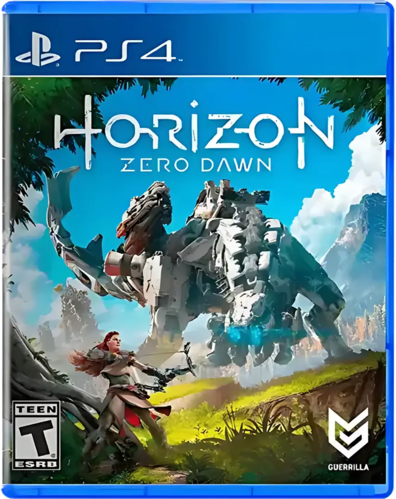 PS4
HORIZON
ZERO DAWN
TEEN
T
ESRB
GUERRILLA